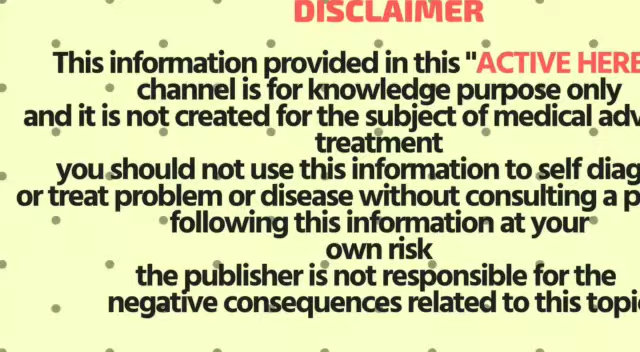 DISCLAIMER
This information provided in this "ACTIVE HERE
channel is for knowledge purpose only
and it is not created for the subject of medical adv
treatment
you should not use this information to self diag
or treat problem or disease without consulting a p
following this information at your
own risk
the publisher is not responsible for the
negative consequences related to this topi